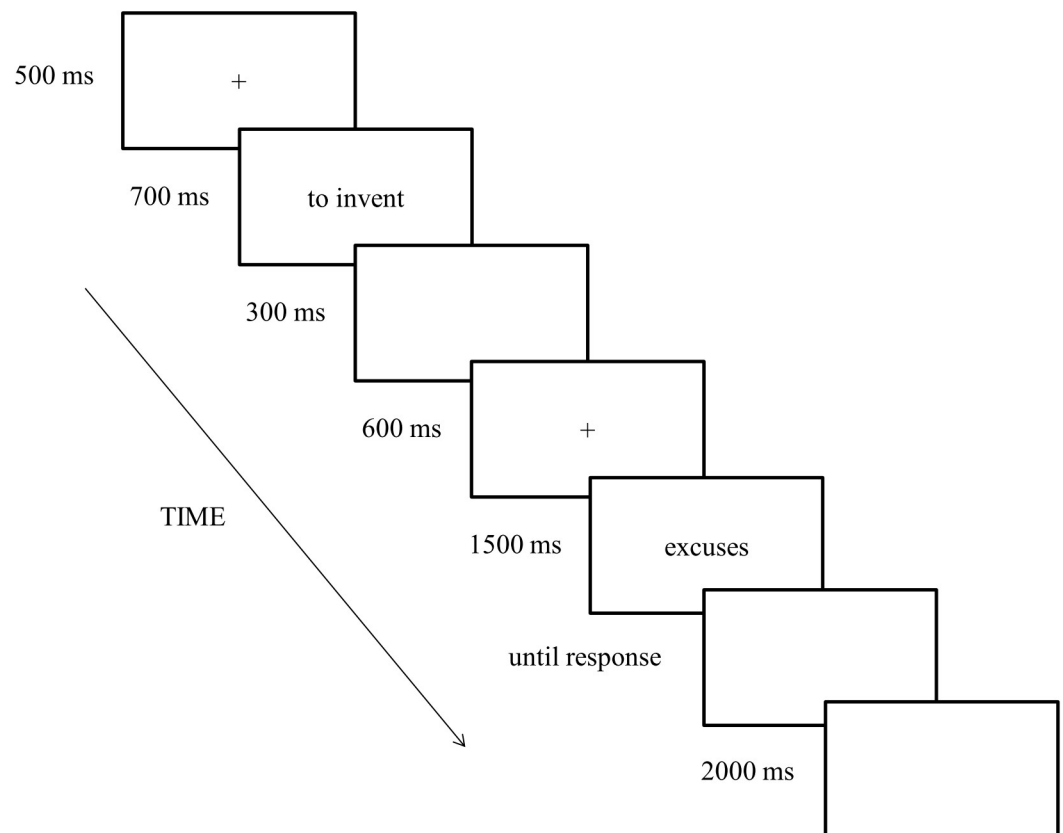 500 ms
+
700 ms
to invent
300 ms
600 ms
+
TIME
1500 ms
excuses
until response
2000 ms